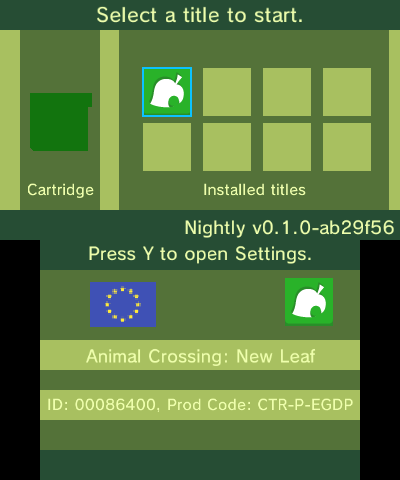 Select a title to start.
Cartridge
Installed titles
Nightly v0.1.0-ab29f56
Press Y to open Settings.
Animal Crossing: New Leaf
ID: 00086400, Prod Code: CTR-P-EGDP